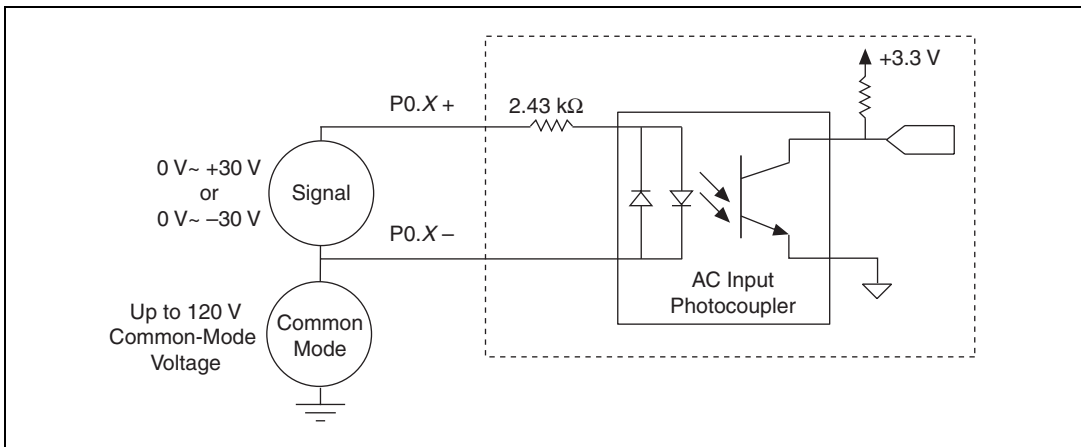 +3.3 V
P0.X +
2.43 kΩ
0 V~ +30 V
or
0 V~ –30 V
Signal
P0.X –
AC Input
Photocoupler
Up to 120 V
Common-Mode
Voltage
Common
Mode